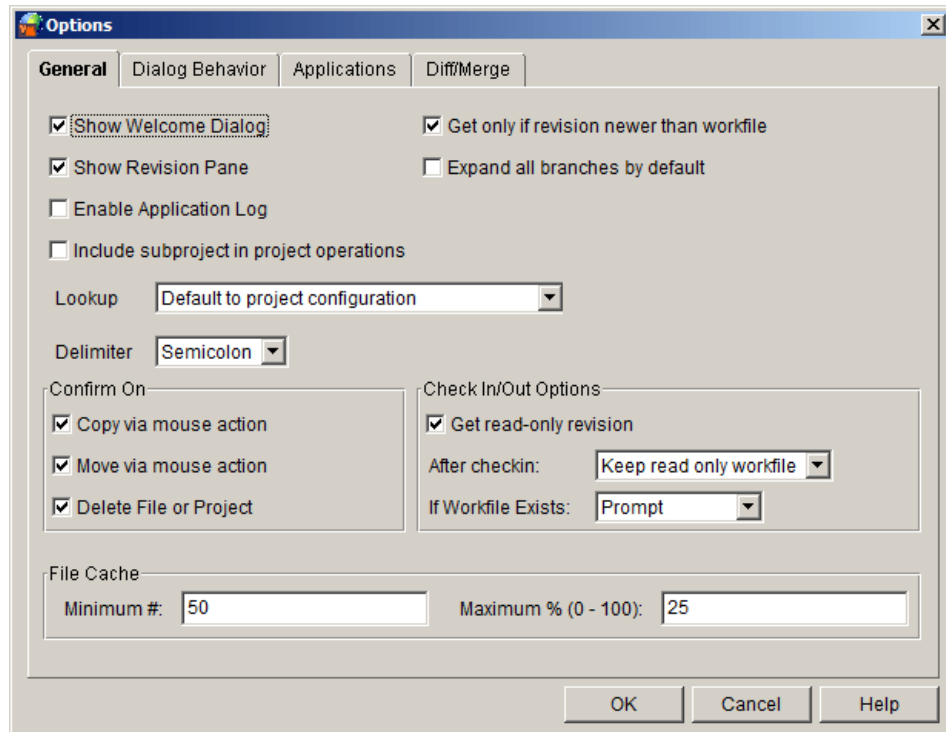 Options
General Dialog Behavior Applications Diff/Merge
Show Welcome Dialog Get only if revision newer than workfile
Show Revision Pane Expand all branches by default
Enable Application Log
Include subproject in project operations
Lookup Default to project configuration
Delimiter Semicolon
Confirm On
Copy via mouse action
Move via mouse action
Delete File or Project
Check In/Out Options
Get read-only revision
After checkin: Keep read only workfile
If Workfile Exists: Prompt
File Cache
Minimum #: 50 Maximum % (0 - 100): 25
OK Cancel Help